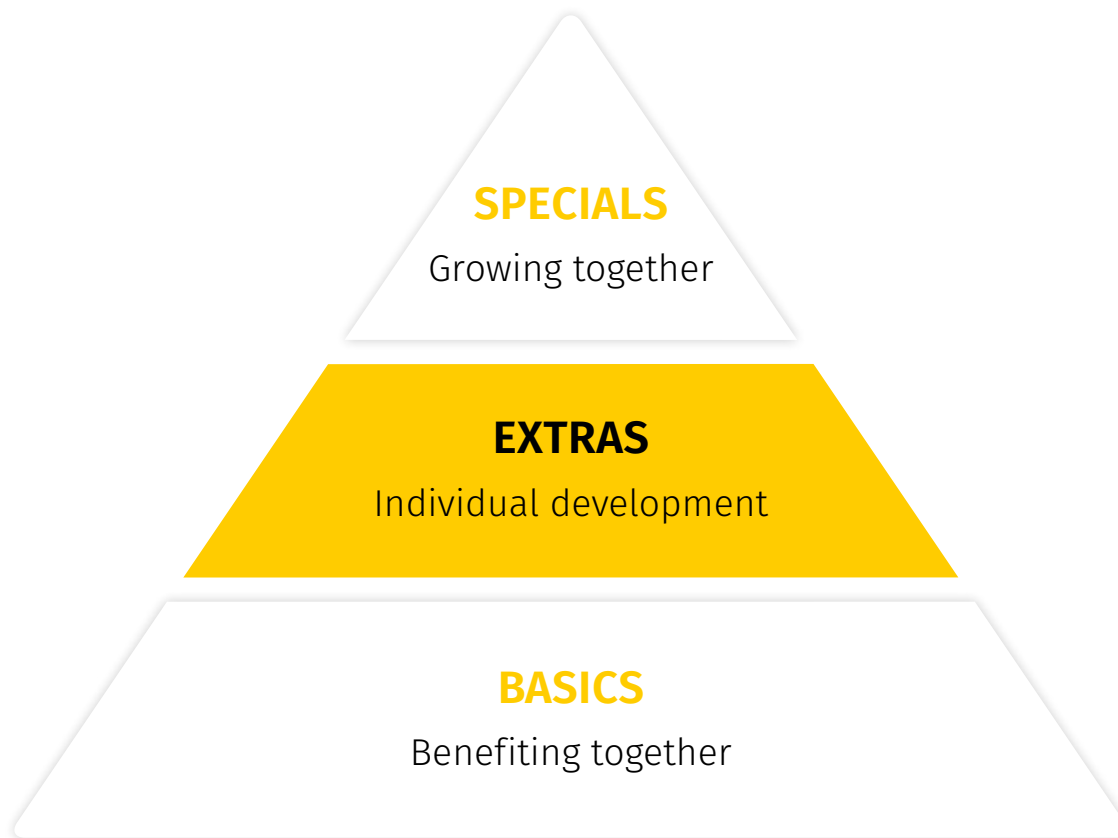 SPECIALS
Growing together
EXTRAS
Individual development
BASICS
Benefiting together